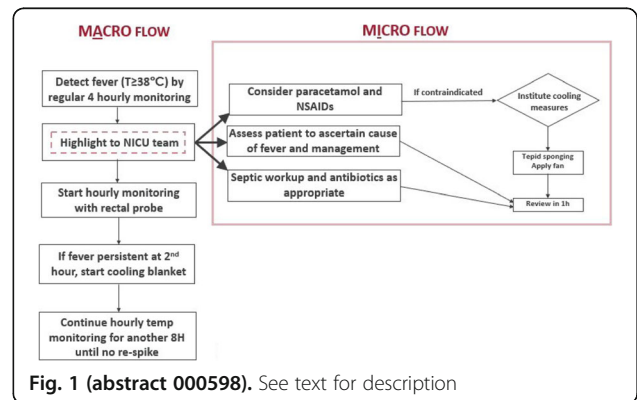 MACRO FLOW
Detect fever (T≥38°C) by
regular 4 hourly monitoring
Highlight to NICU team
Start hourly monitoring
with rectal probe
If fever persistent at 2nd
hour, start cooling blanket
Continue hourly temp
monitoring for another 8H
until no re-spike
MICRO FLOW
Consider paracetamol and
NSAIDs
If contraindicated
Institute cooling
measures
Assess patient to ascertain cause
of fever and management
Tepid sponging
Apply fan
Septic workup and antibiotics as
appropriate
Review in 1h
Fig. 1 (abstract 000598). See text for description